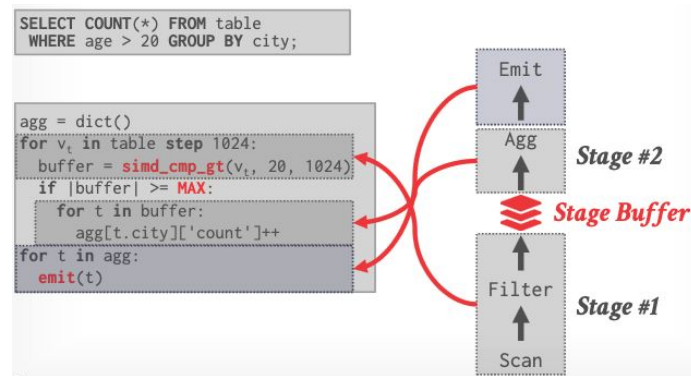 SELECT COUNT(*) FROM table
WHERE age > 20 GROUP BY city;
agg = dict()
for vₜ in table step 1024:
buffer = simd_cmp_gt(vₜ, 20, 1024)
if |buffer| >= MAX:
for t in buffer:
agg[t.city]['count']++
for t in agg:
emit(t)
Emit
Agg
Stage #2
Stage Buffer
Filter
Stage #1
Scan